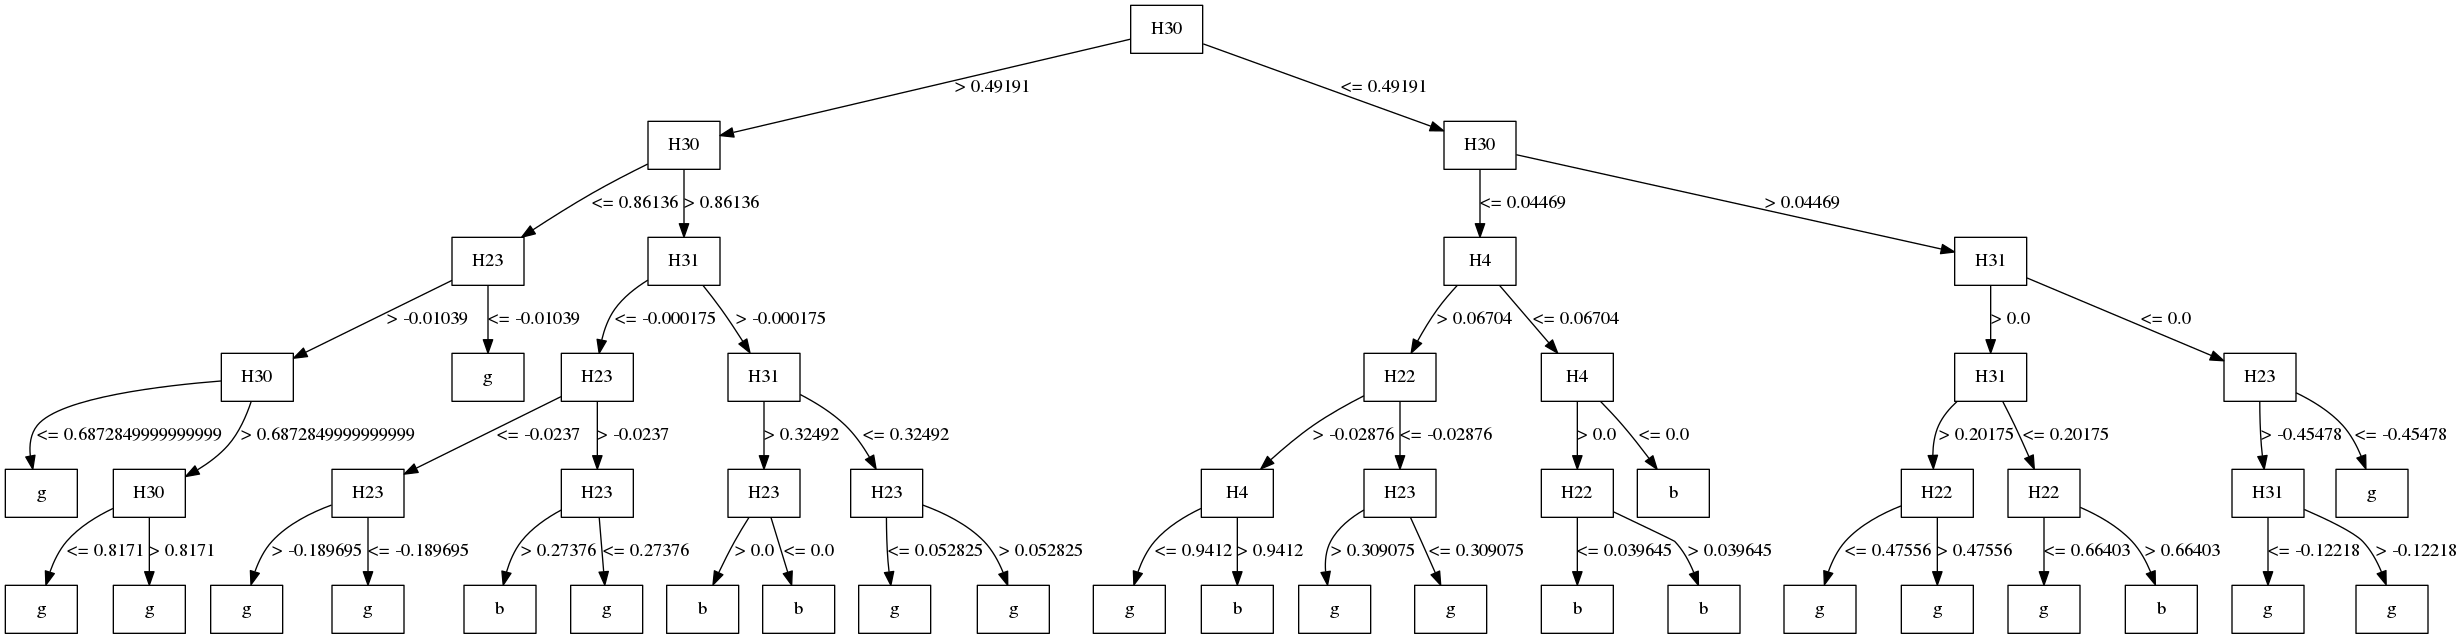 H30
> 0.49191 <= 0.49191
H30 H30
<= 0.86136 > 0.86136 <= 0.04469 > 0.04469
H23 H31 H4 H31
> -0.01039 <= -0.01039 <= -0.000175 > -0.000175 > 0.06704 <= 0.06704 > 0.0 <= 0.0
H30 g H23 H31 H22 H4 H31 H23
<= 0.6872849999999999 > 0.6872849999999999 <= -0.0237 > -0.0237 > 0.32492 <= 0.32492 > -0.02876 <= -0.02876 > 0.0 <= 0.0 > 0.20175 <= 0.20175 > -0.45478 <= -0.45478
g H30 H23 H23 H23 H23 H4 H23 H22 b H22 H22 H31 g
<= 0.8171 > 0.8171 > -0.189695 <= -0.189695 > 0.27376 <= 0.27376 > 0.0 <= 0.0 <= 0.052825 > 0.052825 <= 0.9412 > 0.9412 > 0.309075 <= 0.309075 <= 0.039645 > 0.039645 <= 0.47556 > 0.47556 <= 0.66403 > 0.66403 <= -0.12218 > -0.12218
g g g g b g b b g g g b g g b b g g g b g g